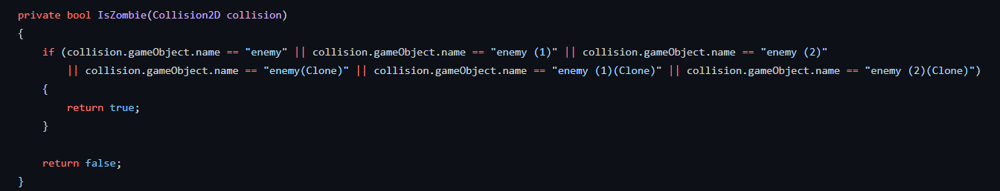 private bool IsZombie(Collision2D collision)
{
    if (collision.gameObject.name == "enemy" || collision.gameObject.name == "enemy (1)" || collision.gameObject.name == "enemy (2)"
        || collision.gameObject.name == "enemy(Clone)" || collision.gameObject.name == "enemy (1)(Clone)" || collision.gameObject.name == "enemy (2)(Clone)")
    {
        return true;
    }

    return false;
}